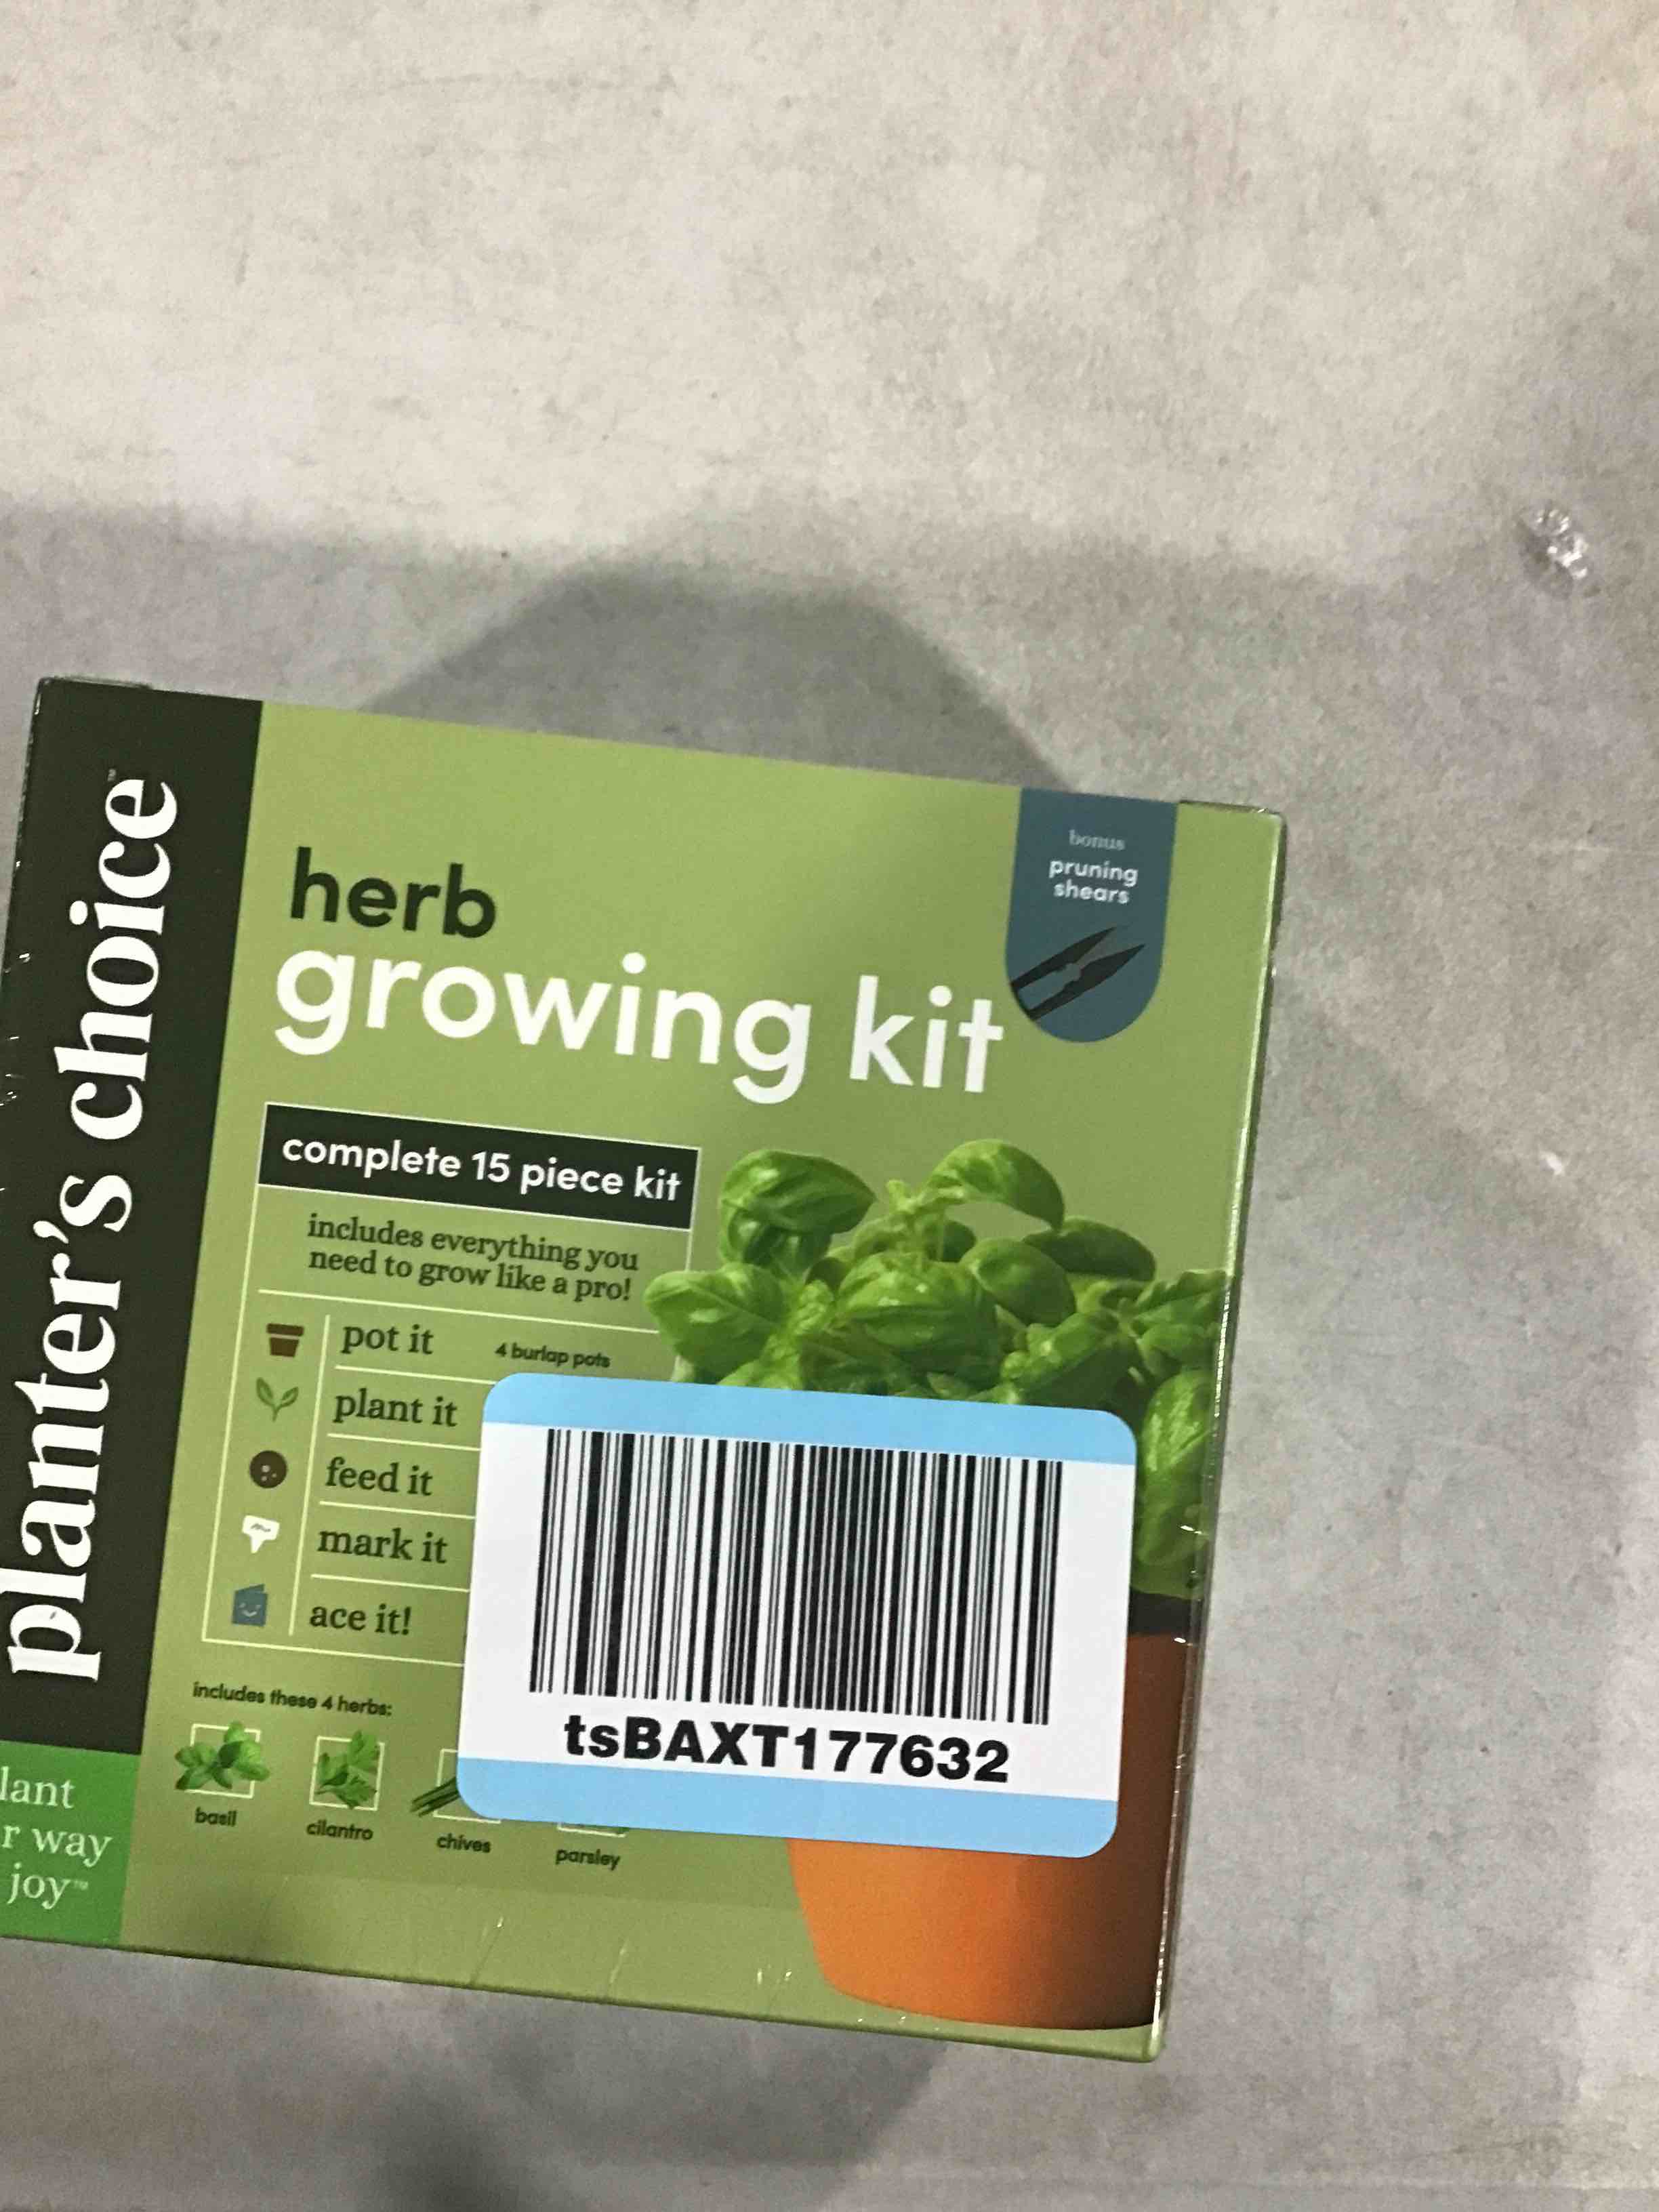 planter's choice™
herb
growing kit
bonus
pruning
shears
complete 15 piece kit
includes everything you
need to grow like a pro!
pot it
4 burlap pots
plant it
feed it
mark it
ace it!
includes these 4 herbs:
basil
cilantro
chives
parsley
tsBAXT177632
lant
r way
joy™